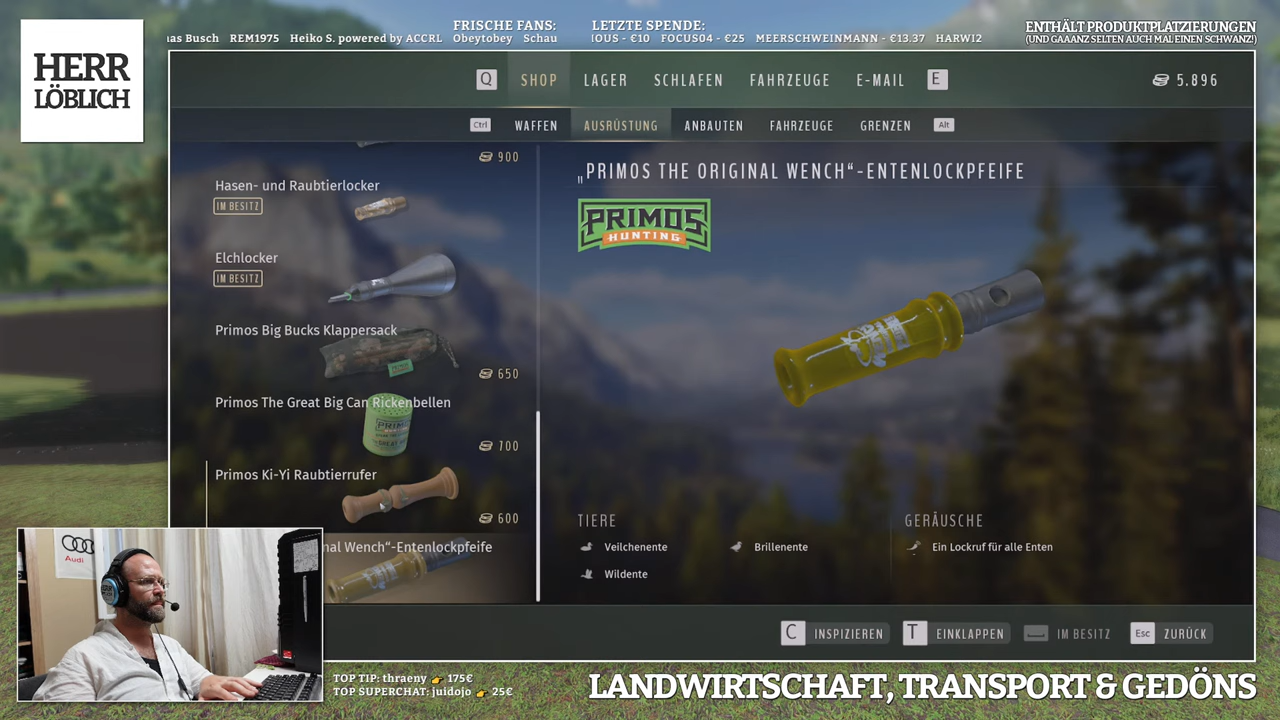 HERR
LÖBLICH
FRISCHE FANS:
LETZTE SPENDE:
ENTHÄLT PRODUKTPLATZIERUNGEN
as Busch REM1975 Heiko S. powered by ACCRL Obeytobey Schau IOUS - €10 FOCUS04 - €25 MEERSCHWEINMANN - €13.37 HARWI2
(UND GAAANZ SELTEN AUCH MAL EINEN SCHWANZ!)
Q SHOP LAGER SCHLAFEN FAHRZEUGE E-MAIL E 5.896
Ctrl WAFFEN AUSRÜSTUNG ANBAUTEN FAHRZEUGE GRENZEN Alt
900
Hasen- und Raubtierlocker
IM BESITZ
Elchlocker
IM BESITZ
Primos Big Bucks Klappersack
650
Primos The Great Big Can Rickenbellen
700
Primos Ki-Yi Raubtierrufer
600
nal Wench“-Entenlockpfeife
„PRIMOS THE ORIGINAL WENCH“-ENTENLOCKPFEIFE
PRIMOS
HUNTING
TIERE
Veilchenente
Brillenente
Wildente
GERÄUSCHE
Ein Lockruf für alle Enten
C INSPIZIEREN T EINKLAPPEN IM BESITZ Esc ZURÜCK
Audi
TOP TIP: thraeny 👉 175€
TOP SUPERCHAT: juidojo 👉 25€
LANDWIRTSCHAFT, TRANSPORT & GEDÖNS